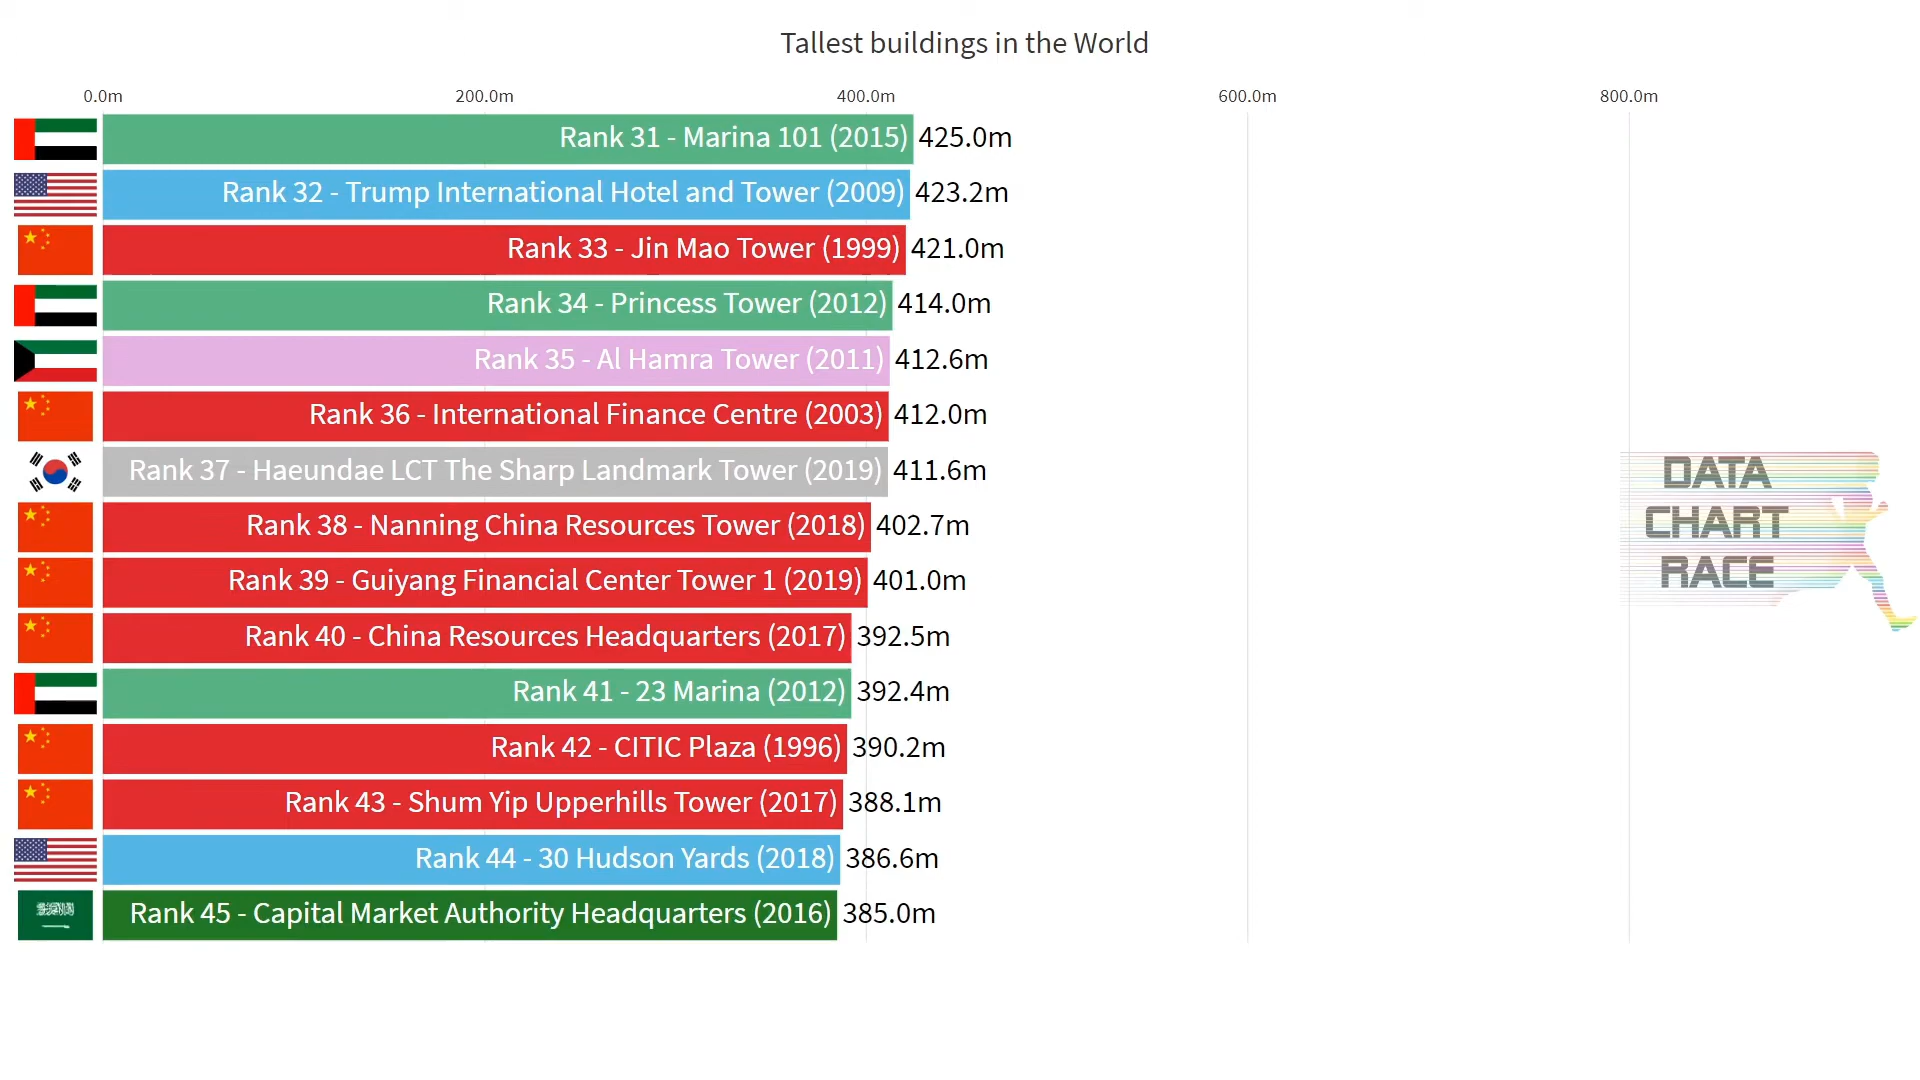 Tallest buildings in the World
0.0m 200.0m 400.0m 600.0m 800.0m
Rank 31 - Marina 101 (2015) 425.0m
Rank 32 - Trump International Hotel and Tower (2009) 423.2m
Rank 33 - Jin Mao Tower (1999) 421.0m
Rank 34 - Princess Tower (2012) 414.0m
Rank 35 - Al Hamra Tower (2011) 412.6m
Rank 36 - International Finance Centre (2003) 412.0m
Rank 37 - Haeundae LCT The Sharp Landmark Tower (2019) 411.6m
Rank 38 - Nanning China Resources Tower (2018) 402.7m
Rank 39 - Guiyang Financial Center Tower 1 (2019) 401.0m
Rank 40 - China Resources Headquarters (2017) 392.5m
Rank 41 - 23 Marina (2012) 392.4m
Rank 42 - CITIC Plaza (1996) 390.2m
Rank 43 - Shum Yip Upperhills Tower (2017) 388.1m
Rank 44 - 30 Hudson Yards (2018) 386.6m
Rank 45 - Capital Market Authority Headquarters (2016) 385.0m
DATA
CHART
RACE